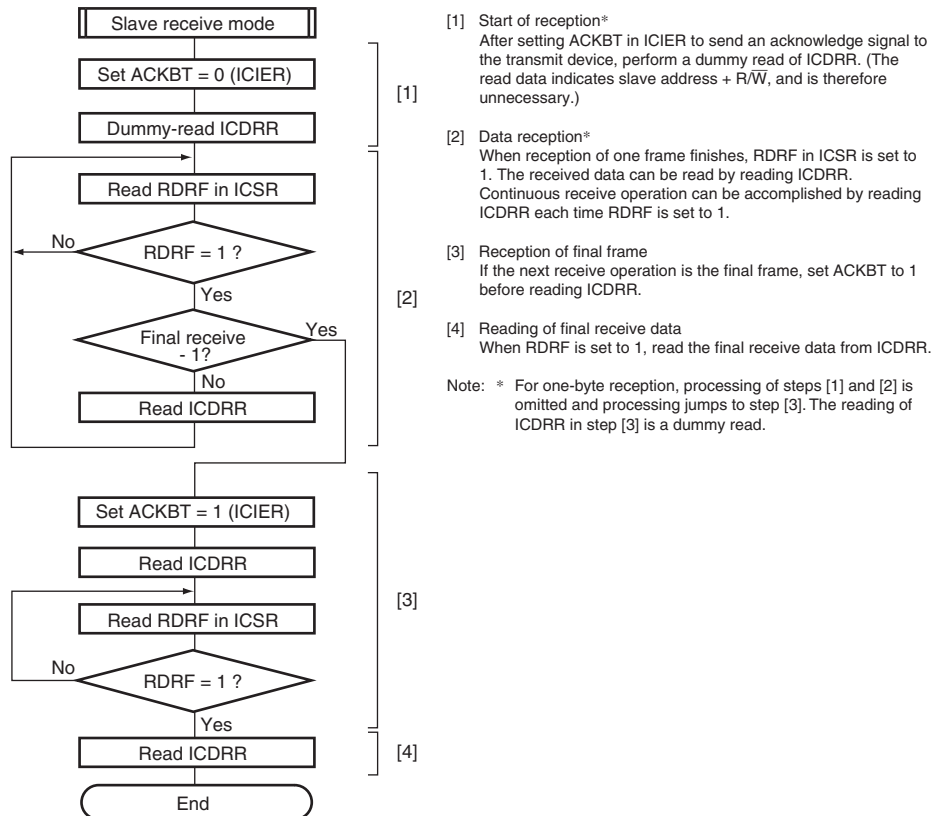 Slave receive mode
Set ACKBT = 0 (ICIER)
[1]
Dummy-read ICDRR
Read RDRF in ICSR
No
RDRF = 1 ?
Yes
[2]
Final receive
- 1?
Yes
No
Read ICDRR
Set ACKBT = 1 (ICIER)
Read ICDRR
[3]
Read RDRF in ICSR
No
RDRF = 1 ?
Yes
Read ICDRR
[4]
End
[1] Start of reception*
After setting ACKBT in ICIER to send an acknowledge signal to
the transmit device, perform a dummy read of ICDRR. (The
read data indicates slave address + R/W̅, and is therefore
unnecessary.)
[2] Data reception*
When reception of one frame finishes, RDRF in ICSR is set to
1. The received data can be read by reading ICDRR.
Continuous receive operation can be accomplished by reading
ICDRR each time RDRF is set to 1.
[3] Reception of final frame
If the next receive operation is the final frame, set ACKBT to 1
before reading ICDRR.
[4] Reading of final receive data
When RDRF is set to 1, read the final receive data from ICDRR.
Note: * For one-byte reception, processing of steps [1] and [2] is
omitted and processing jumps to step [3]. The reading of
ICDRR in step [3] is a dummy read.